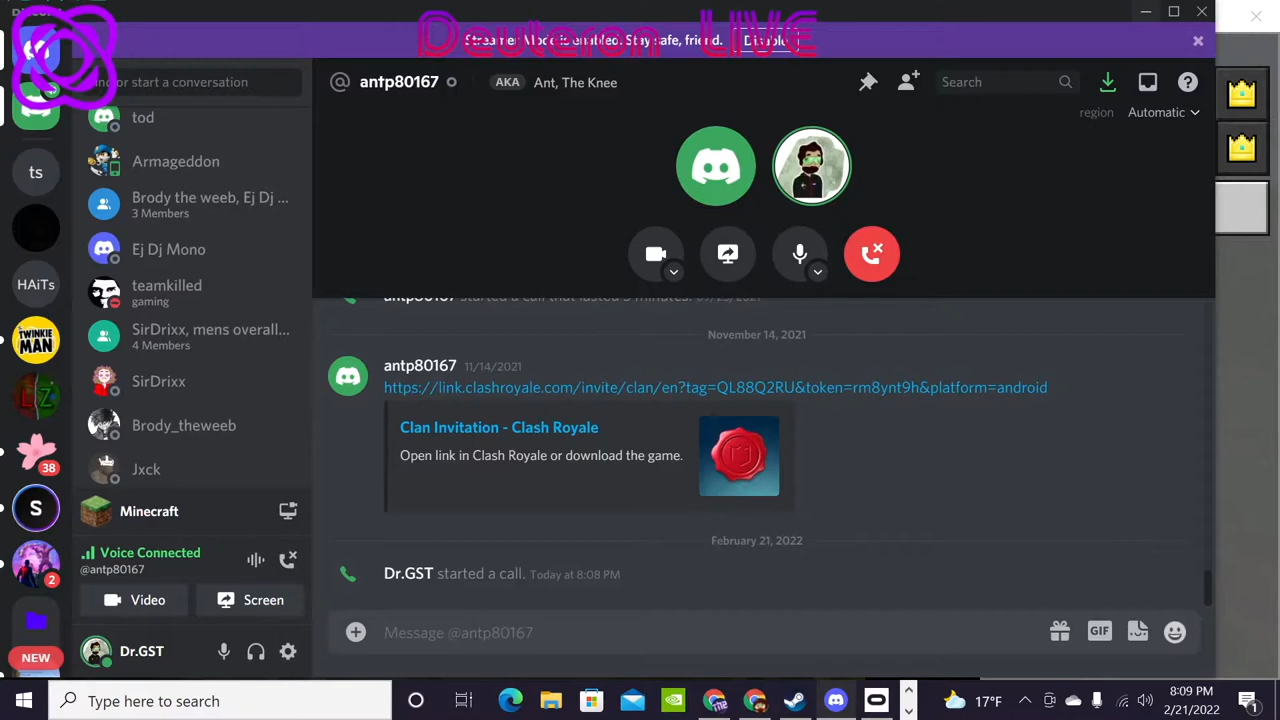 Deuteron LIVE
Streamer Mode is enabled. Stay safe, friend. Disable
Find or start a conversation
antp80167
AKA Ant, The Knee
Search
region Automatic
tod
Armageddon
Brody the weeb, Ej Dj ...
3 Members
Ej Dj Mono
teamkilled
gaming
SirDrixx, mens overall...
4 Members
SirDrixx
Brody_theweeb
Jxck
ts
HAiTs
TWINKIE
MAN
LZ
38
S
2
NEW
Minecraft
Voice Connected
@antp80167
Video
Screen
Dr.GST
November 14, 2021
antp80167 11/14/2021
https://link.clashroyale.com/invite/clan/en?tag=QL88Q2RU&token=rm8ynt9h&platform=android
Clan Invitation - Clash Royale
Open link in Clash Royale or download the game.
February 21, 2022
Dr.GST started a call. Today at 8:08 PM
Message @antp80167
GIF
Type here to search
17°F
8:09 PM
2/21/2022
1